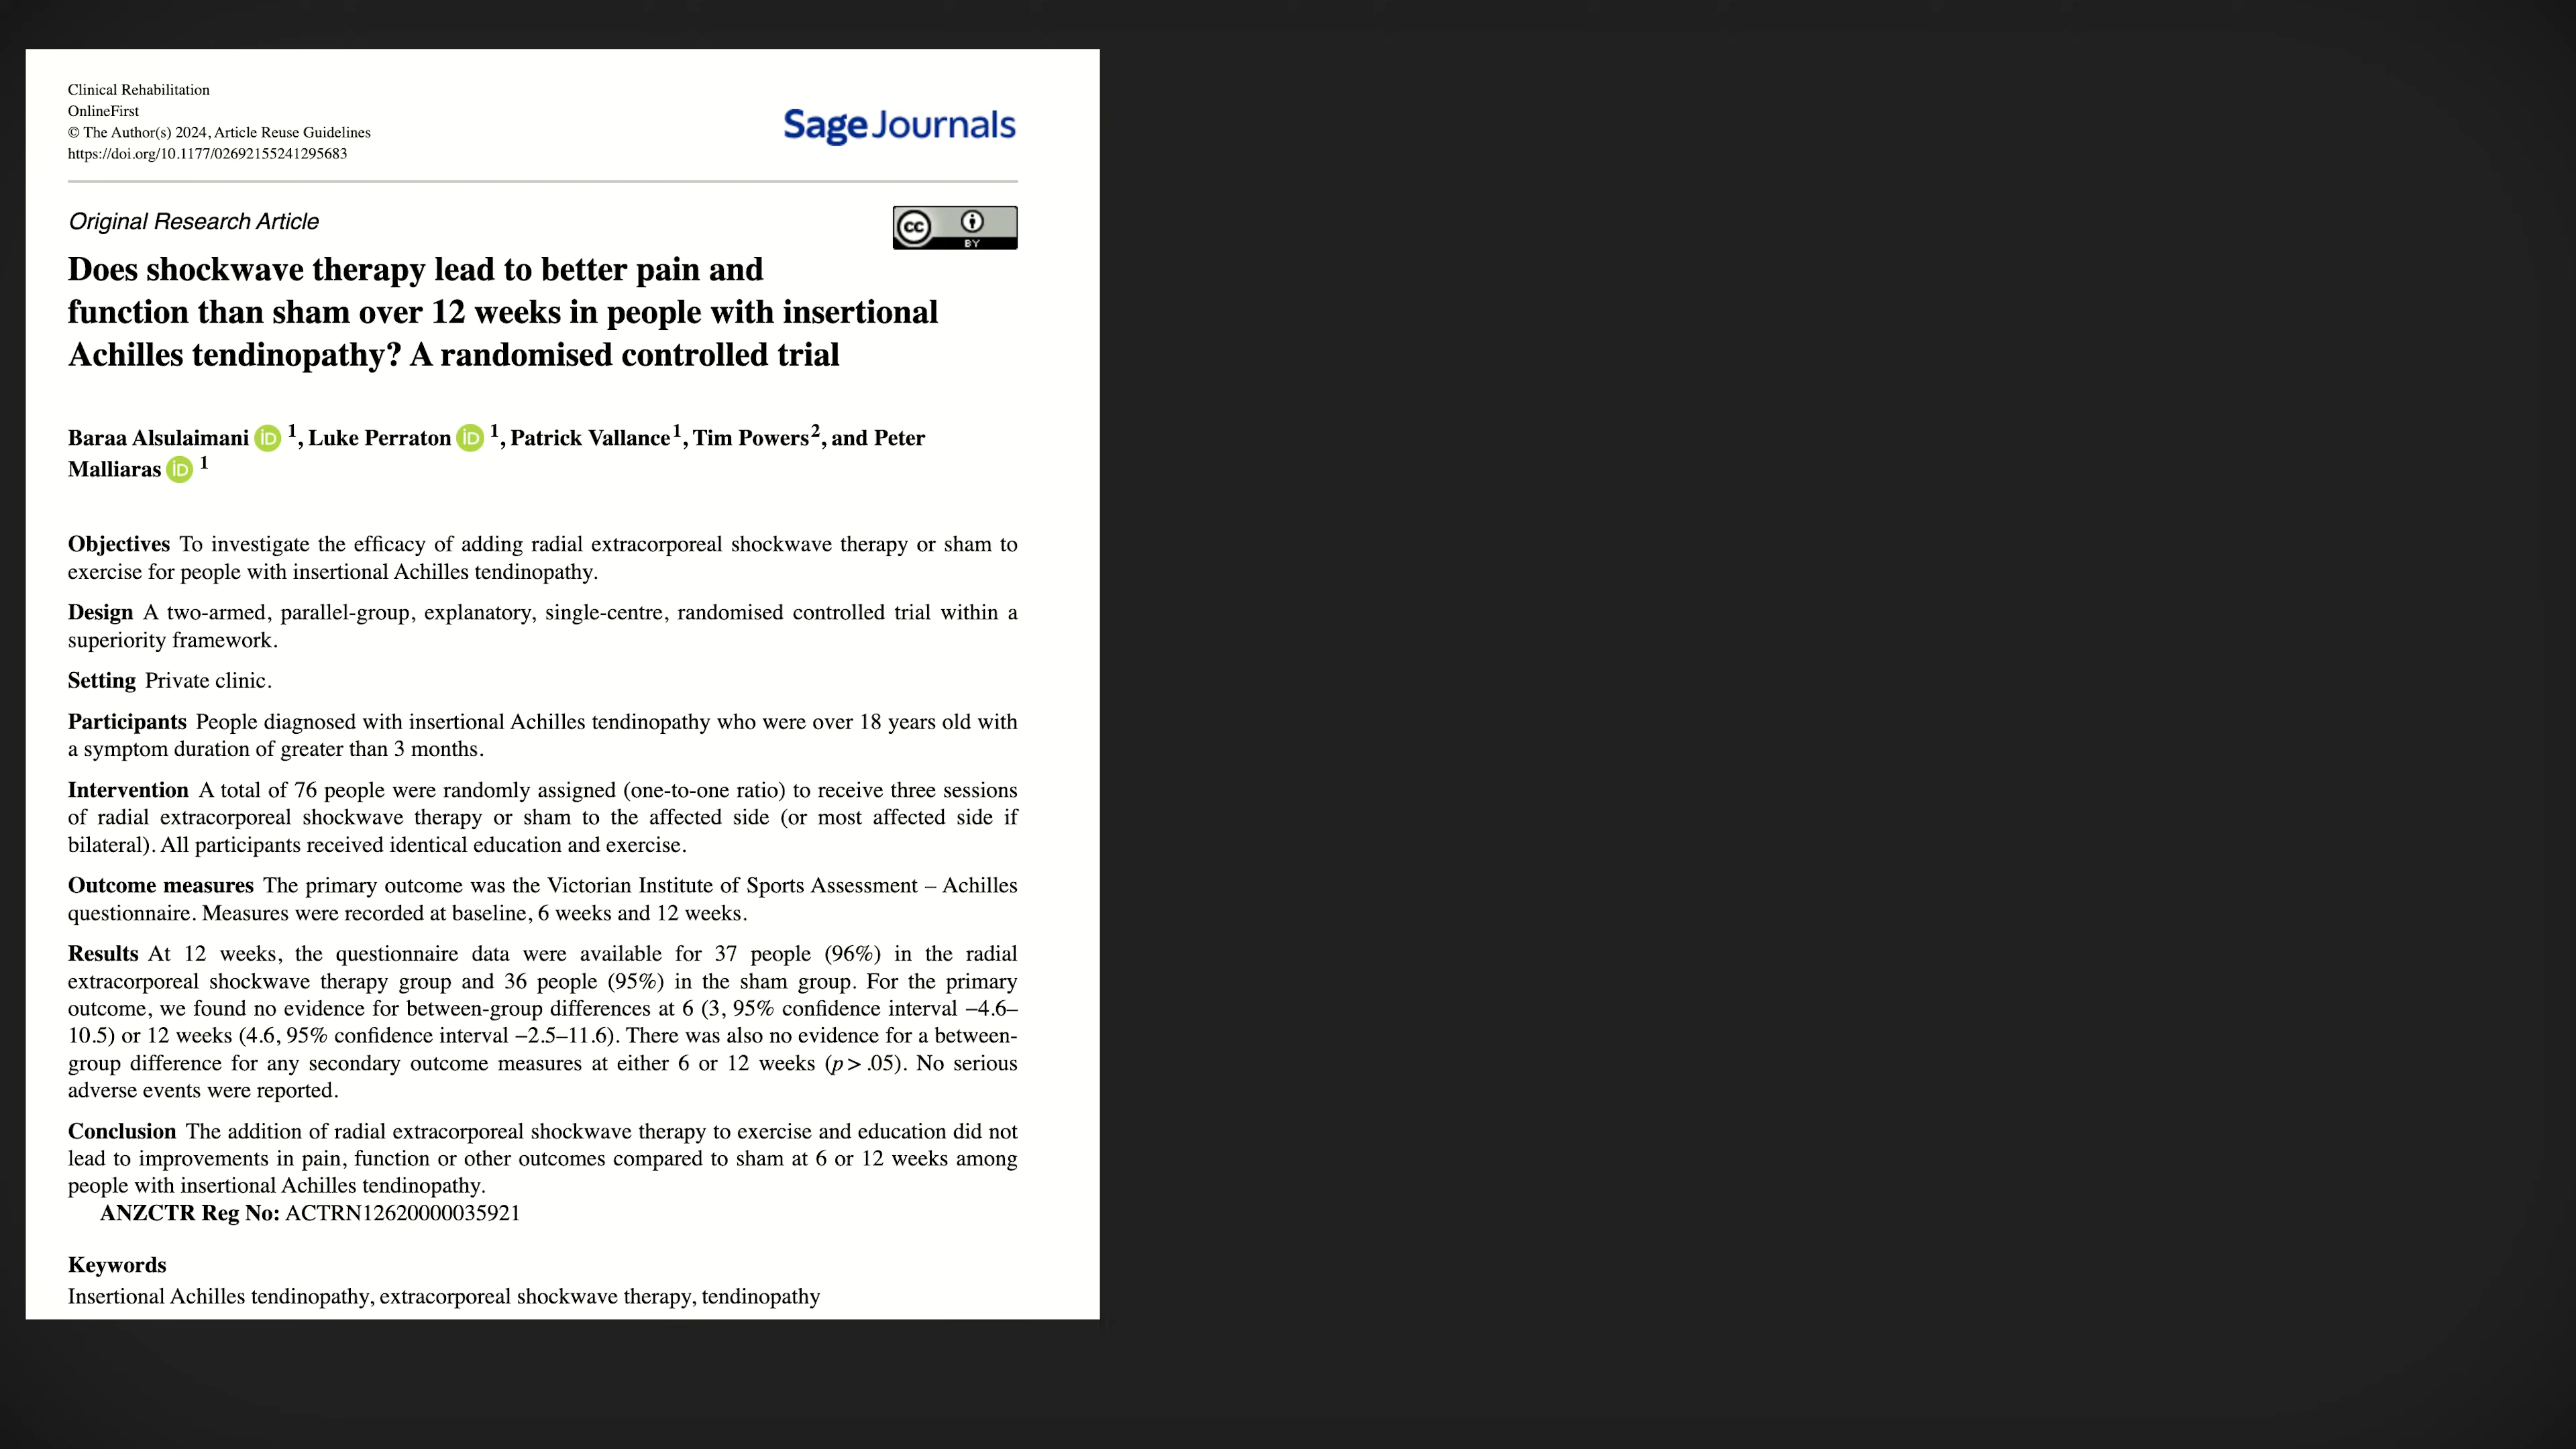 Clinical Rehabilitation
OnlineFirst
© The Author(s) 2024, Article Reuse Guidelines
https://doi.org/10.1177/02692155241295683
Sage Journals
Original Research Article
cc
BY
Does shockwave therapy lead to better pain and
function than sham over 12 weeks in people with insertional
Achilles tendinopathy? A randomised controlled trial
Baraa Alsulaimani iD 1, Luke Perraton iD 1, Patrick Vallance1, Tim Powers2, and Peter
Malliaras iD 1
Objectives To investigate the efficacy of adding radial extracorporeal shockwave therapy or sham to
exercise for people with insertional Achilles tendinopathy.
Design A two-armed, parallel-group, explanatory, single-centre, randomised controlled trial within a
superiority framework.
Setting Private clinic.
Participants People diagnosed with insertional Achilles tendinopathy who were over 18 years old with
a symptom duration of greater than 3 months.
Intervention A total of 76 people were randomly assigned (one-to-one ratio) to receive three sessions
of radial extracorporeal shockwave therapy or sham to the affected side (or most affected side if
bilateral). All participants received identical education and exercise.
Outcome measures The primary outcome was the Victorian Institute of Sports Assessment – Achilles
questionnaire. Measures were recorded at baseline, 6 weeks and 12 weeks.
Results At 12 weeks, the questionnaire data were available for 37 people (96%) in the radial
extracorporeal shockwave therapy group and 36 people (95%) in the sham group. For the primary
outcome, we found no evidence for between-group differences at 6 (3, 95% confidence interval −4.6–
10.5) or 12 weeks (4.6, 95% confidence interval −2.5–11.6). There was also no evidence for a between-
group difference for any secondary outcome measures at either 6 or 12 weeks (p > .05). No serious
adverse events were reported.
Conclusion The addition of radial extracorporeal shockwave therapy to exercise and education did not
lead to improvements in pain, function or other outcomes compared to sham at 6 or 12 weeks among
people with insertional Achilles tendinopathy.
ANZCTR Reg No: ACTRN12620000035921
Keywords
Insertional Achilles tendinopathy, extracorporeal shockwave therapy, tendinopathy